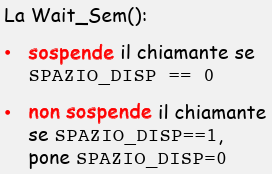 La Wait_Sem():
• sospende il chiamante se
SPAZIO_DISP == 0
• non sospende il chiamante
se SPAZIO_DISP==1,
pone SPAZIO_DISP=0